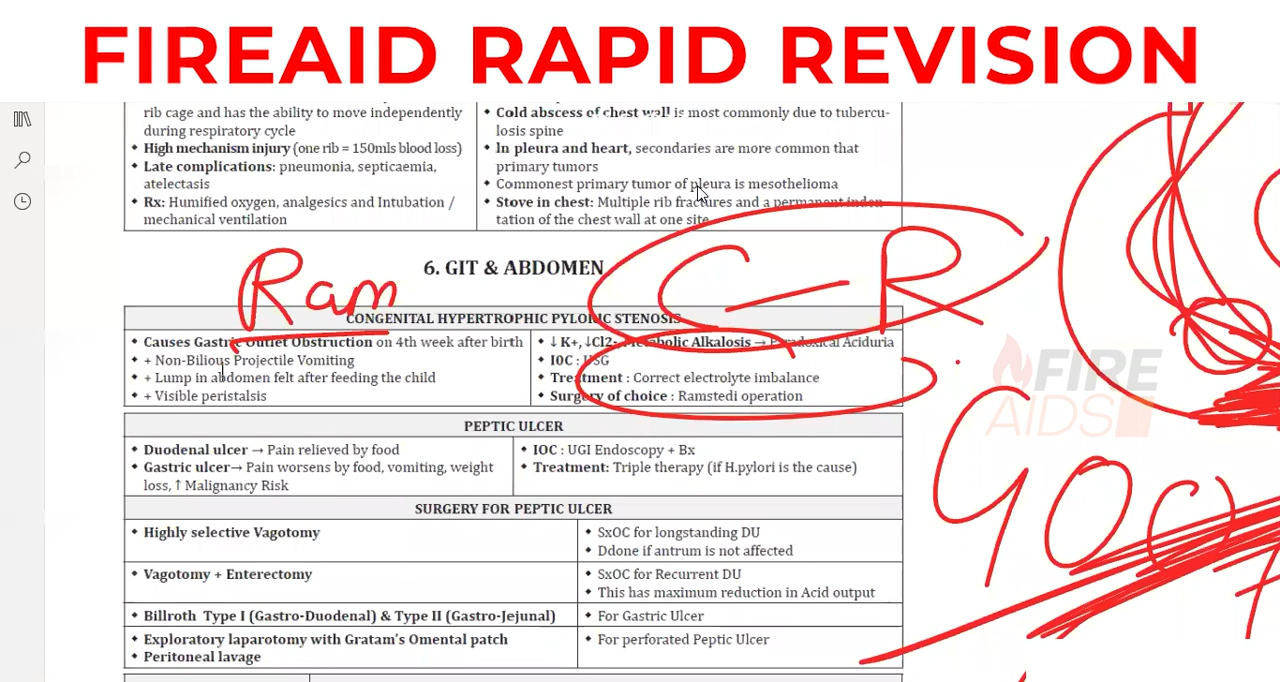 FIREAID RAPID REVISION
rib cage and has the ability to move independently
during respiratory cycle
High mechanism injury (one rib = 150mls blood loss)
Late complications: pneumonia, septicaemia,
atelectasis
Rx: Humified oxygen, analgesics and Intubation /
mechanical ventilation
Cold abscess of chest wall is most commonly due to tubercu-
losis spine
In pleura and heart, secondaries are more common that
primary tumors
Commonest primary tumor of pleura is mesothelioma
Stove in chest: Multiple rib fractures and a permanent inden-
tation of the chest wall at one site
6. GIT & ABDOMEN
Ram
C-R
CONGENITAL HYPERTROPHIC PYLORIC STENOSIS
Causes Gastric Outlet Obstruction on 4th week after birth
+ Non-Bilious Projectile Vomiting
+ Lump in abdomen felt after feeding the child
+ Visible peristalsis
↓ K+, ↓Cl2- Metabolic Alkalosis → Paradoxical Aciduria
IOC : USG
Treatment : Correct electrolyte imbalance
Surgery of choice : Ramstedi operation
FIRE
AIDS
PEPTIC ULCER
Duodenal ulcer → Pain relieved by food
Gastric ulcer→ Pain worsens by food, vomiting, weight
loss, ↑ Malignancy Risk
IOC : UGI Endoscopy + Bx
Treatment: Triple therapy (if H.pylori is the cause)
SURGERY FOR PEPTIC ULCER
Highly selective Vagotomy
SxOC for longstanding DU
Ddone if antrum is not affected
Vagotomy + Enterectomy
SxOC for Recurrent DU
This has maximum reduction in Acid output
Billroth Type I (Gastro-Duodenal) & Type II (Gastro-Jejunal)
For Gastric Ulcer
Exploratory laparotomy with Gratam's Omental patch
Peritoneal lavage
For perforated Peptic Ulcer